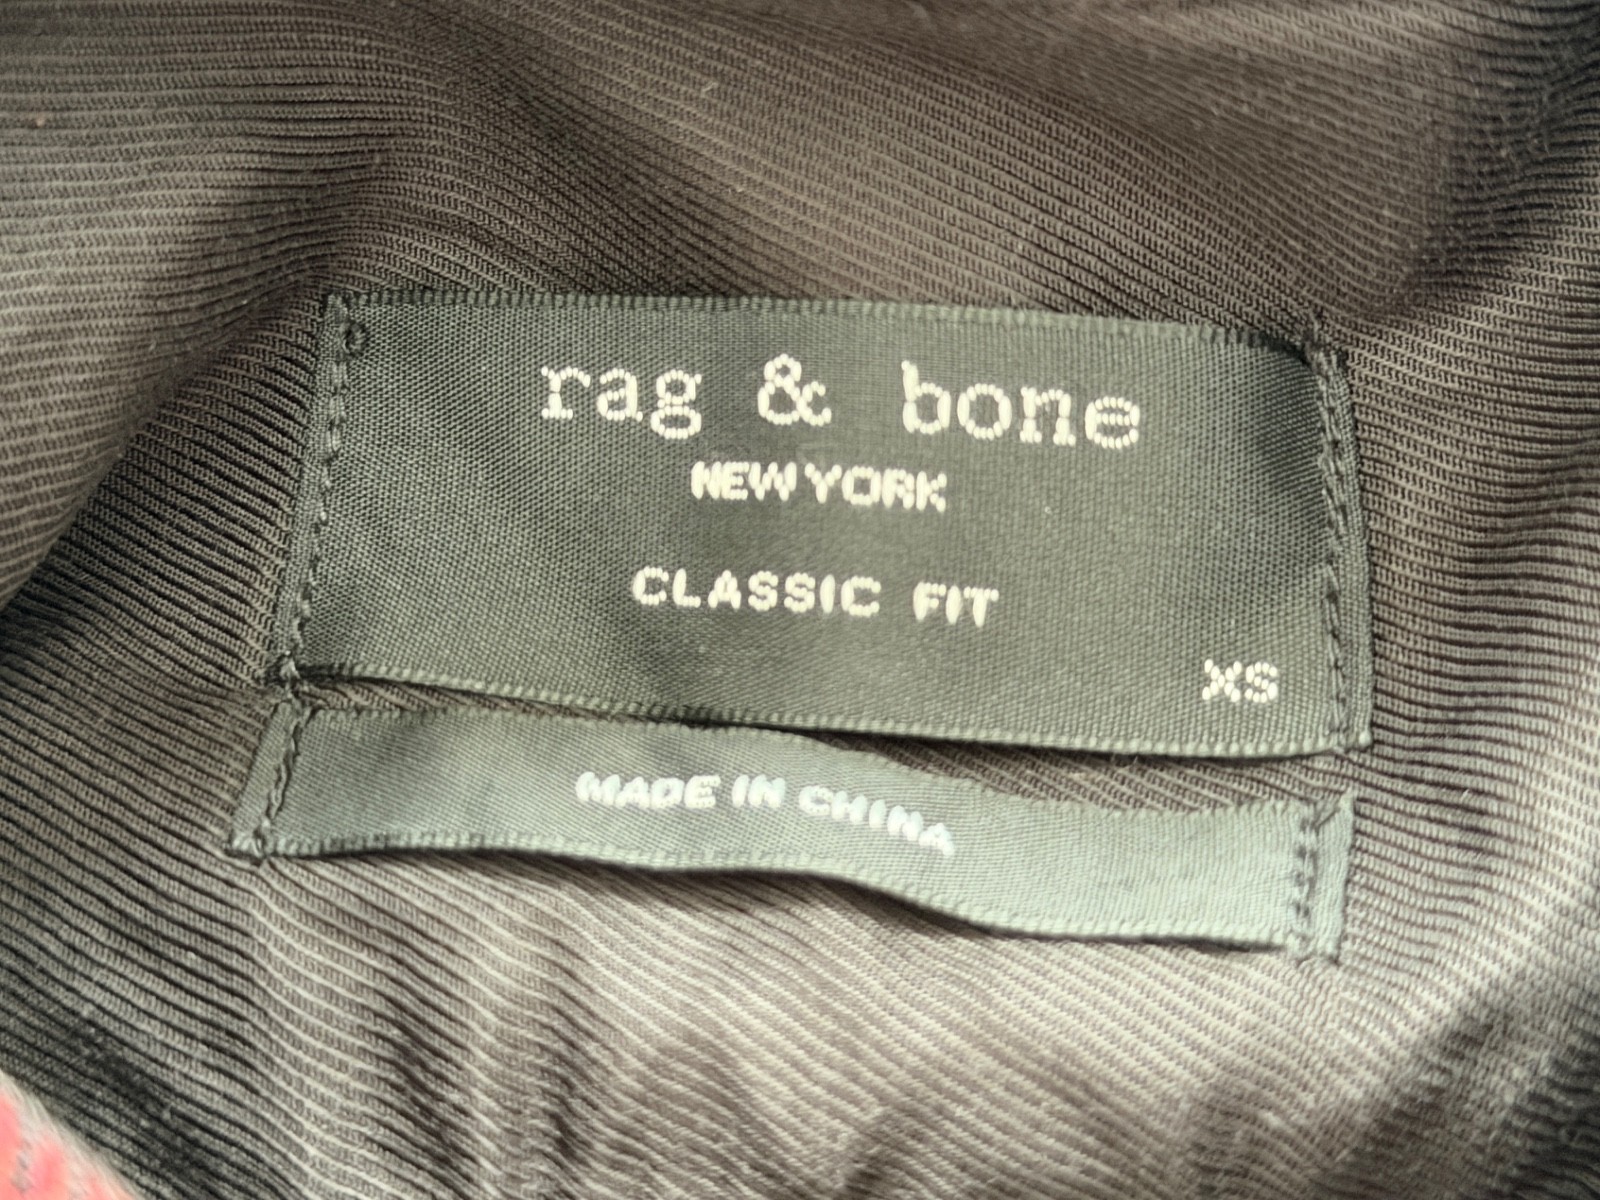 rag & bone
NEW YORK
CLASSIC FIT
XS
MADE IN CHINA